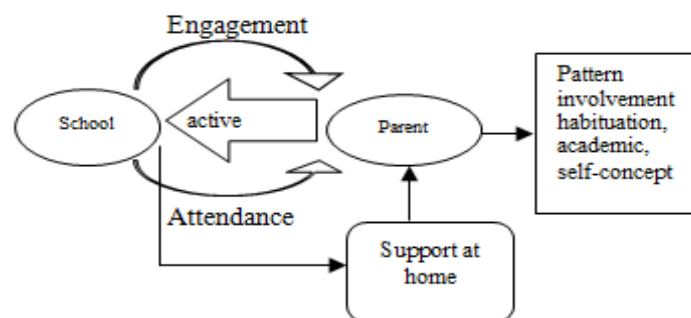 Engagement
School
active
Parent
Pattern
involvement
habituation,
academic,
self-concept
Attendance
Support at
home